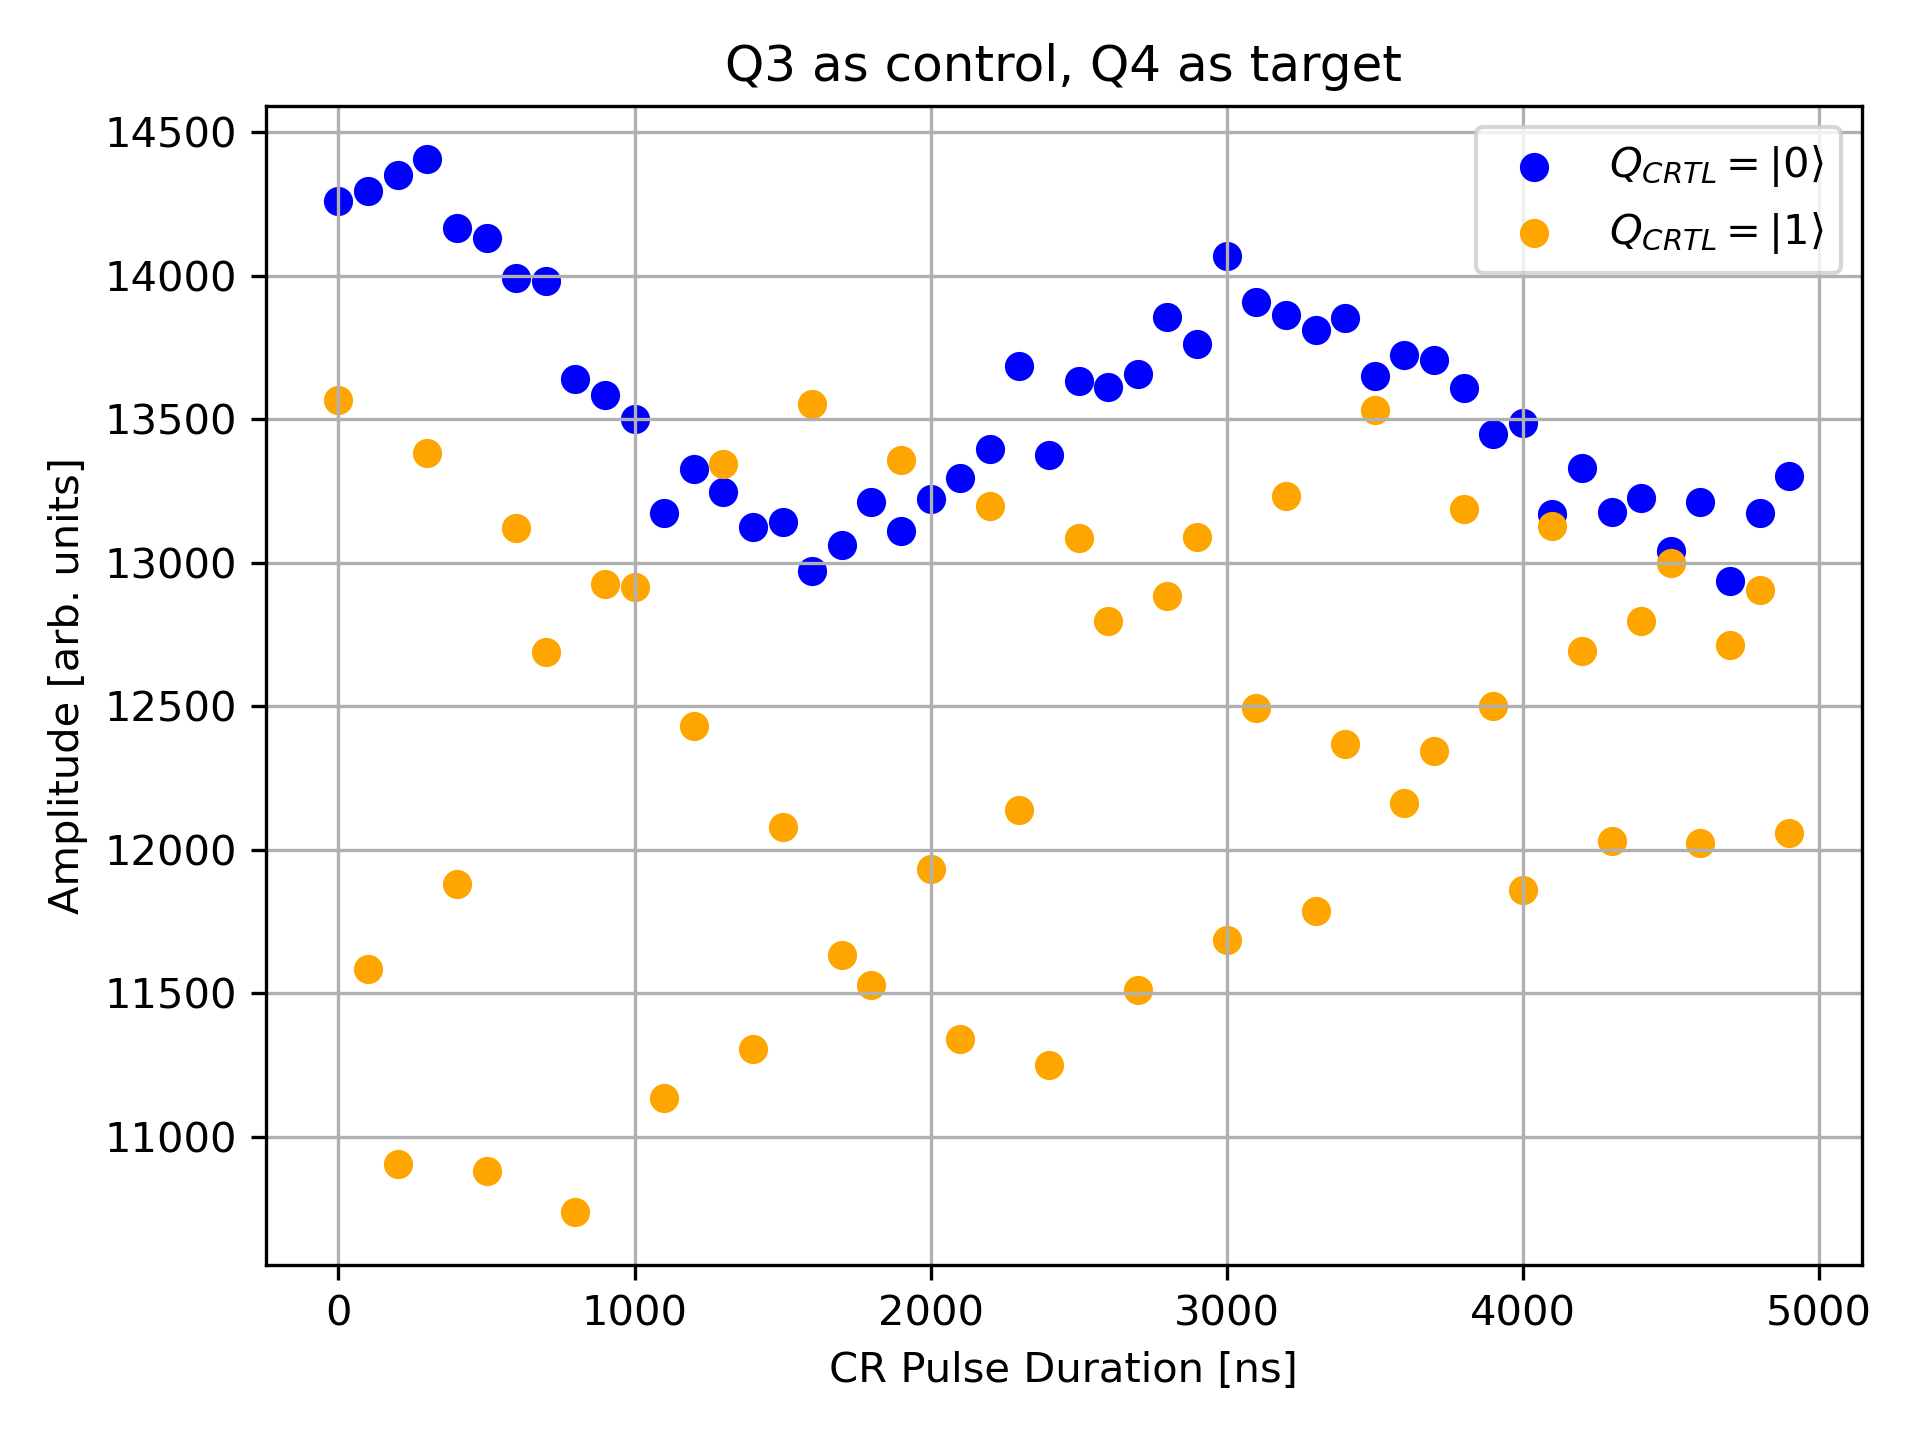 Q3 as control, Q4 as target
14500
14000
13500
13000
12500
12000
11500
11000
Amplitude [arb. units]
Q_{CRTL} = |0⟩
Q_{CRTL} = |1⟩
0 1000 2000 3000 4000 5000
CR Pulse Duration [ns]